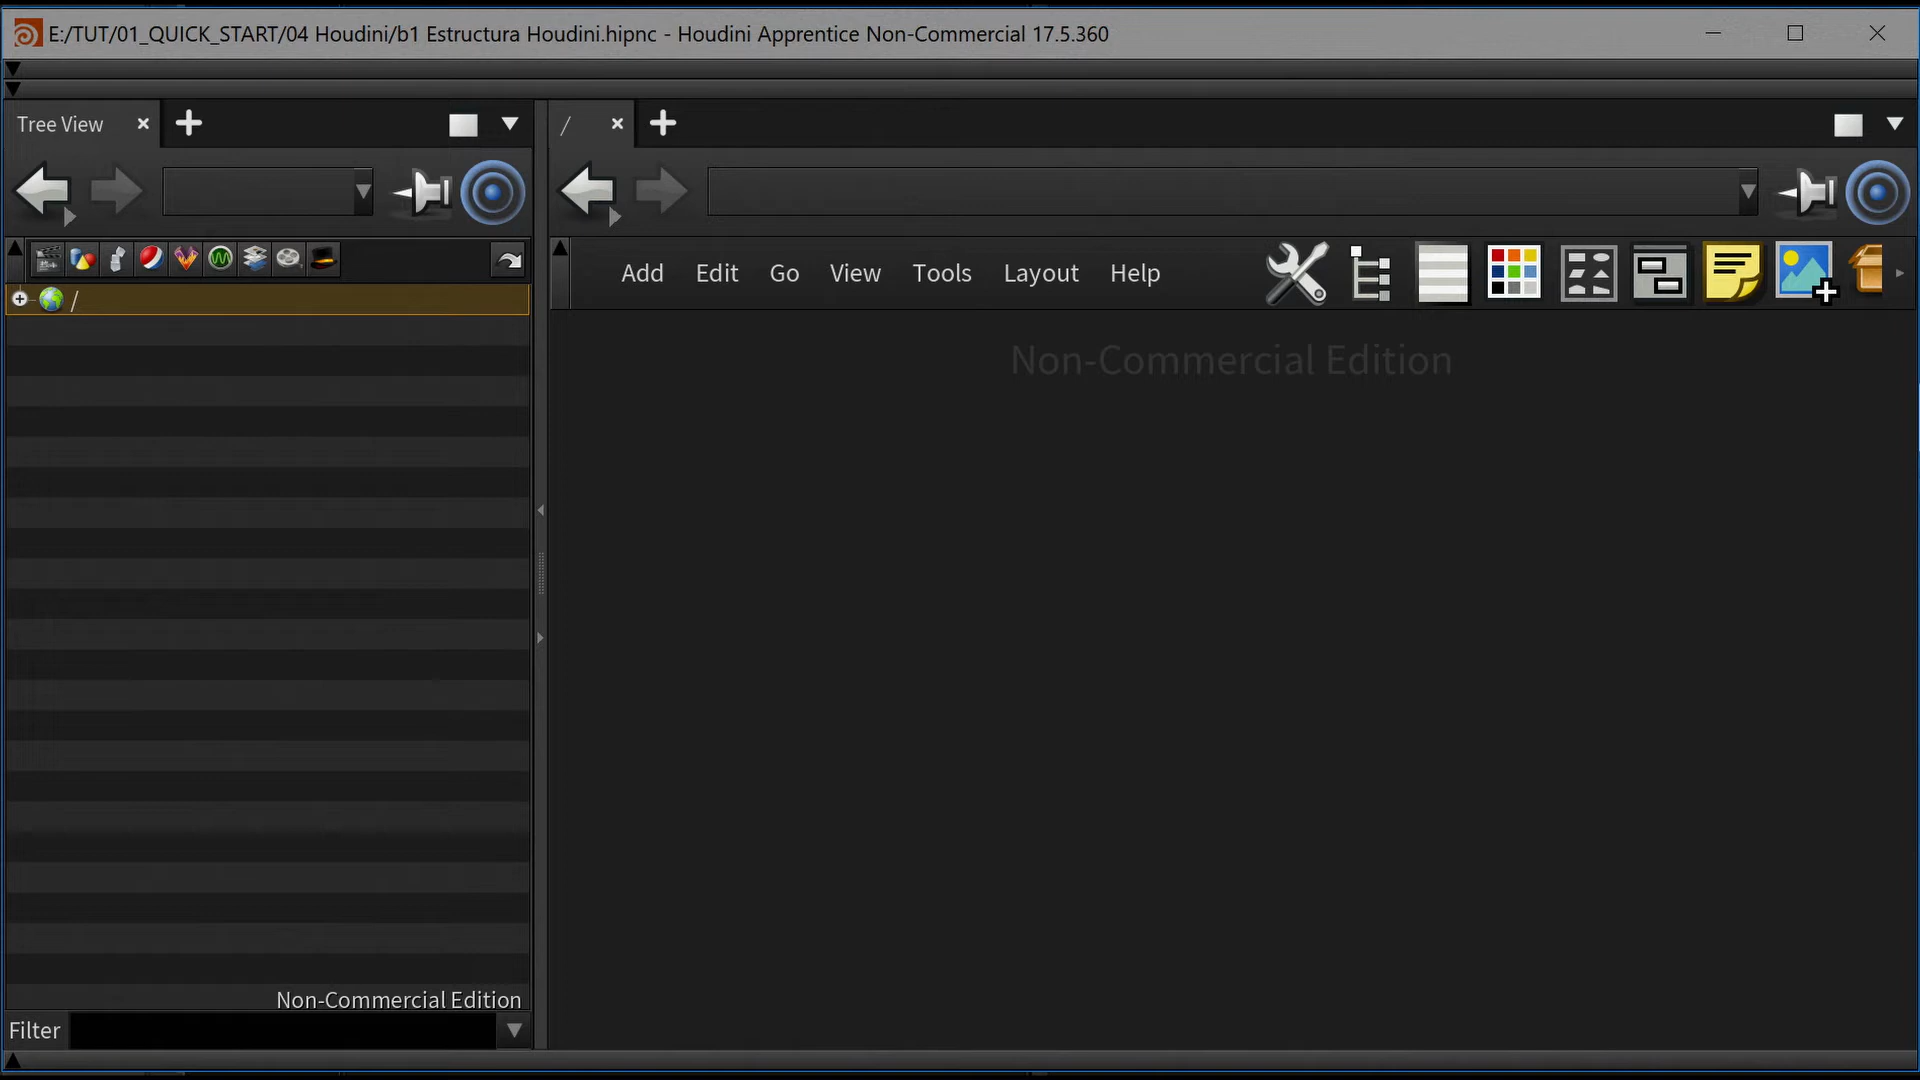 E:/TUT/01_QUICK_START/04 Houdini/b1 Estructura Houdini.hipnc - Houdini Apprentice Non-Commercial 17.5.360
Tree View
/
Add Edit Go View Tools Layout Help
/
Non-Commercial Edition
Non-Commercial Edition
Filter